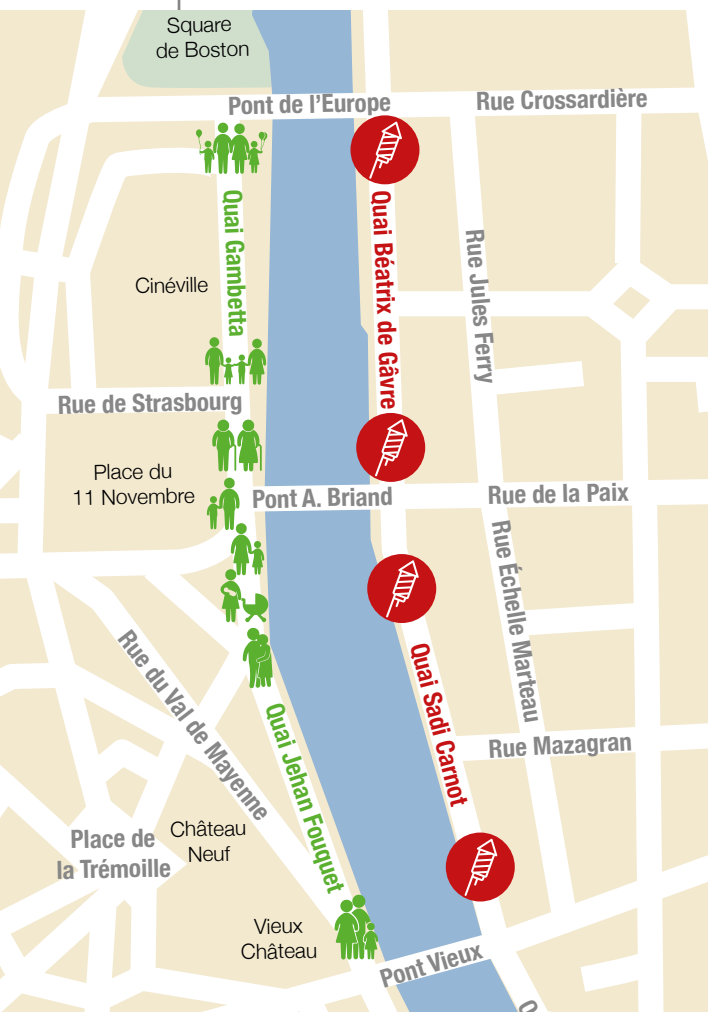 Square
de Boston
Pont de l'Europe
Rue Crossardière
Quai Gambetta
Quai Béatrix de Gâvre
Rue Jules Ferry
Cinéville
Rue de Strasbourg
Place du
11 Novembre
Pont A. Briand
Rue de la Paix
Rue Échelle Marteau
Rue du Val de Mayenne
Quai Jehan Fouquet
Quai Sadi Carnot
Rue Mazagran
Place de
la Trémoille
Château
Neuf
Vieux
Château
Pont Vieux